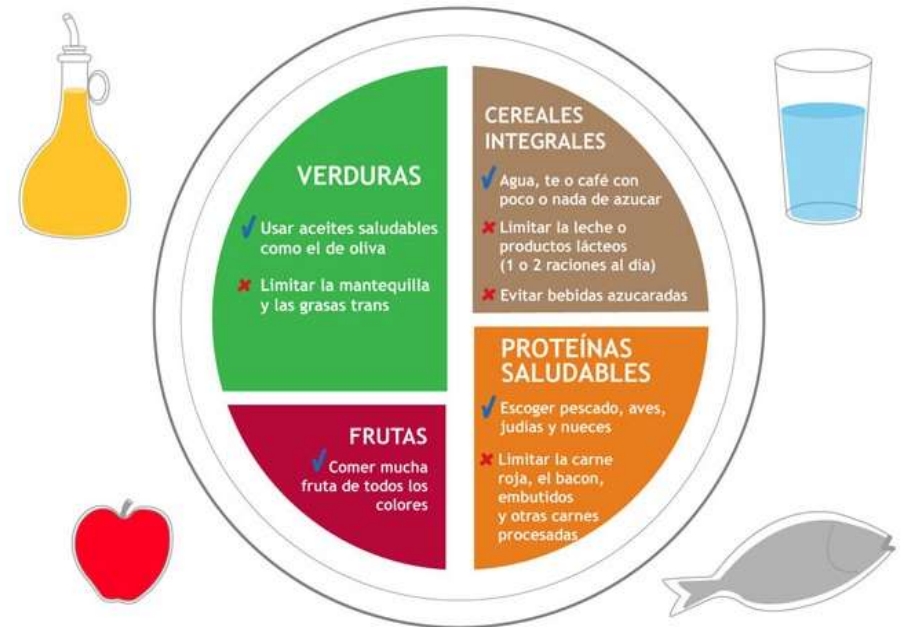 VERDURAS
Usar aceites saludables
como el de oliva
Limitar la mantequilla
y las grasas trans
CEREALES
INTEGRALES
Agua, te o café con
poco o nada de azucar
Limitar la leche o
productos lácteos
(1 o 2 raciones al día)
Evitar bebidas azucaradas
FRUTAS
Comer mucha
fruta de todos los
colores
PROTEÍNAS
SALUDABLES
Escoger pescado, aves,
judias y nueces
Limitar la carne
roja, el bacon,
embutidos
y otras carnes
procesadas